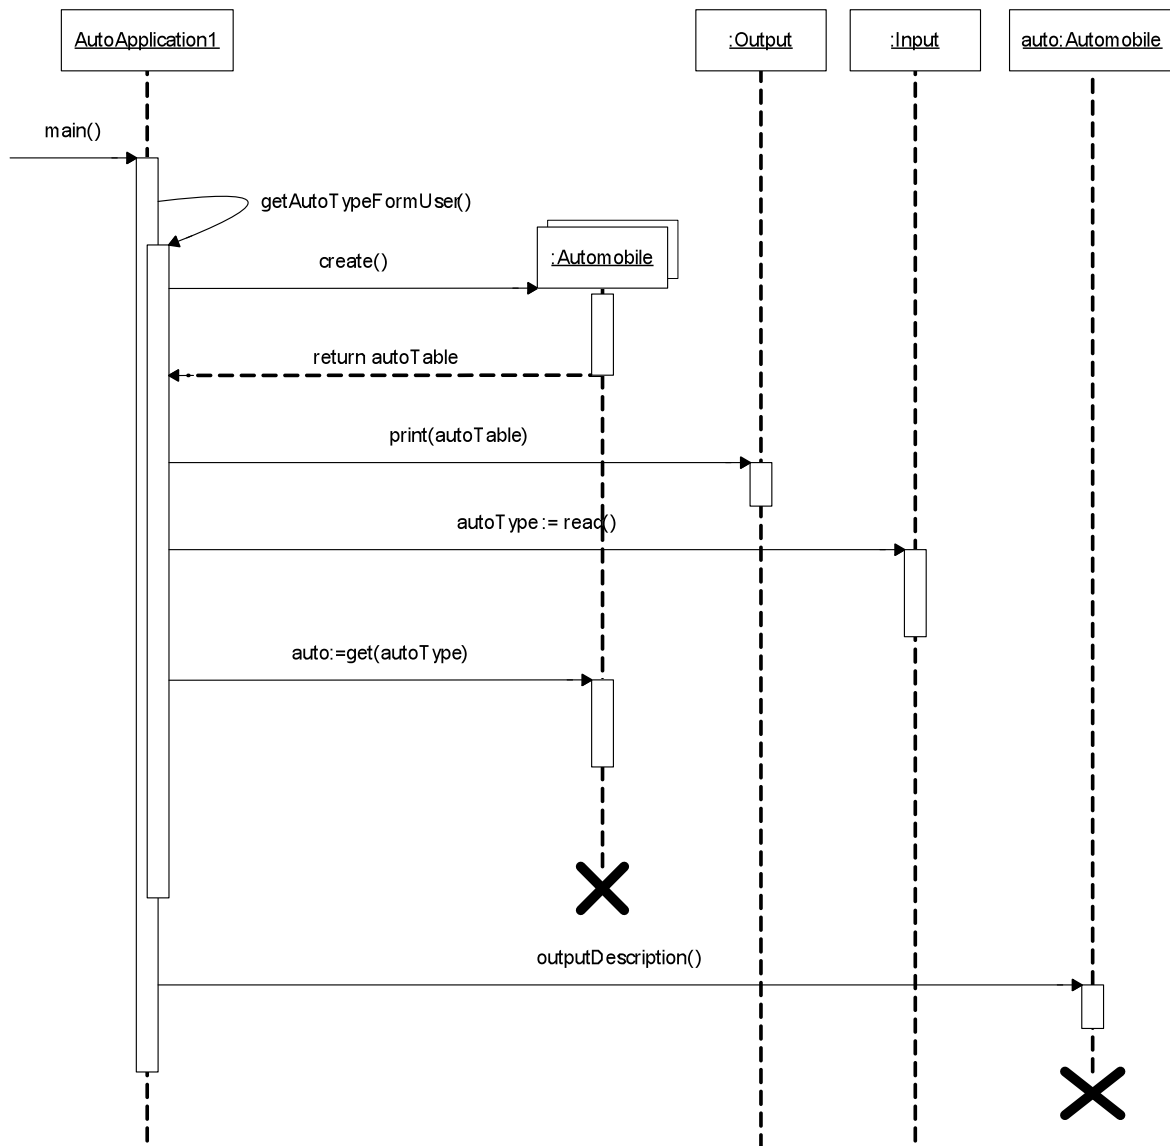 AutoApplication1
:Output
:Input
auto:Automobile
main()
getAutoTypeFormUser()
:Automobile
create()
return autoTable
print(autoTable)
autoType := read()
auto:=get(autoType)
outputDescription()